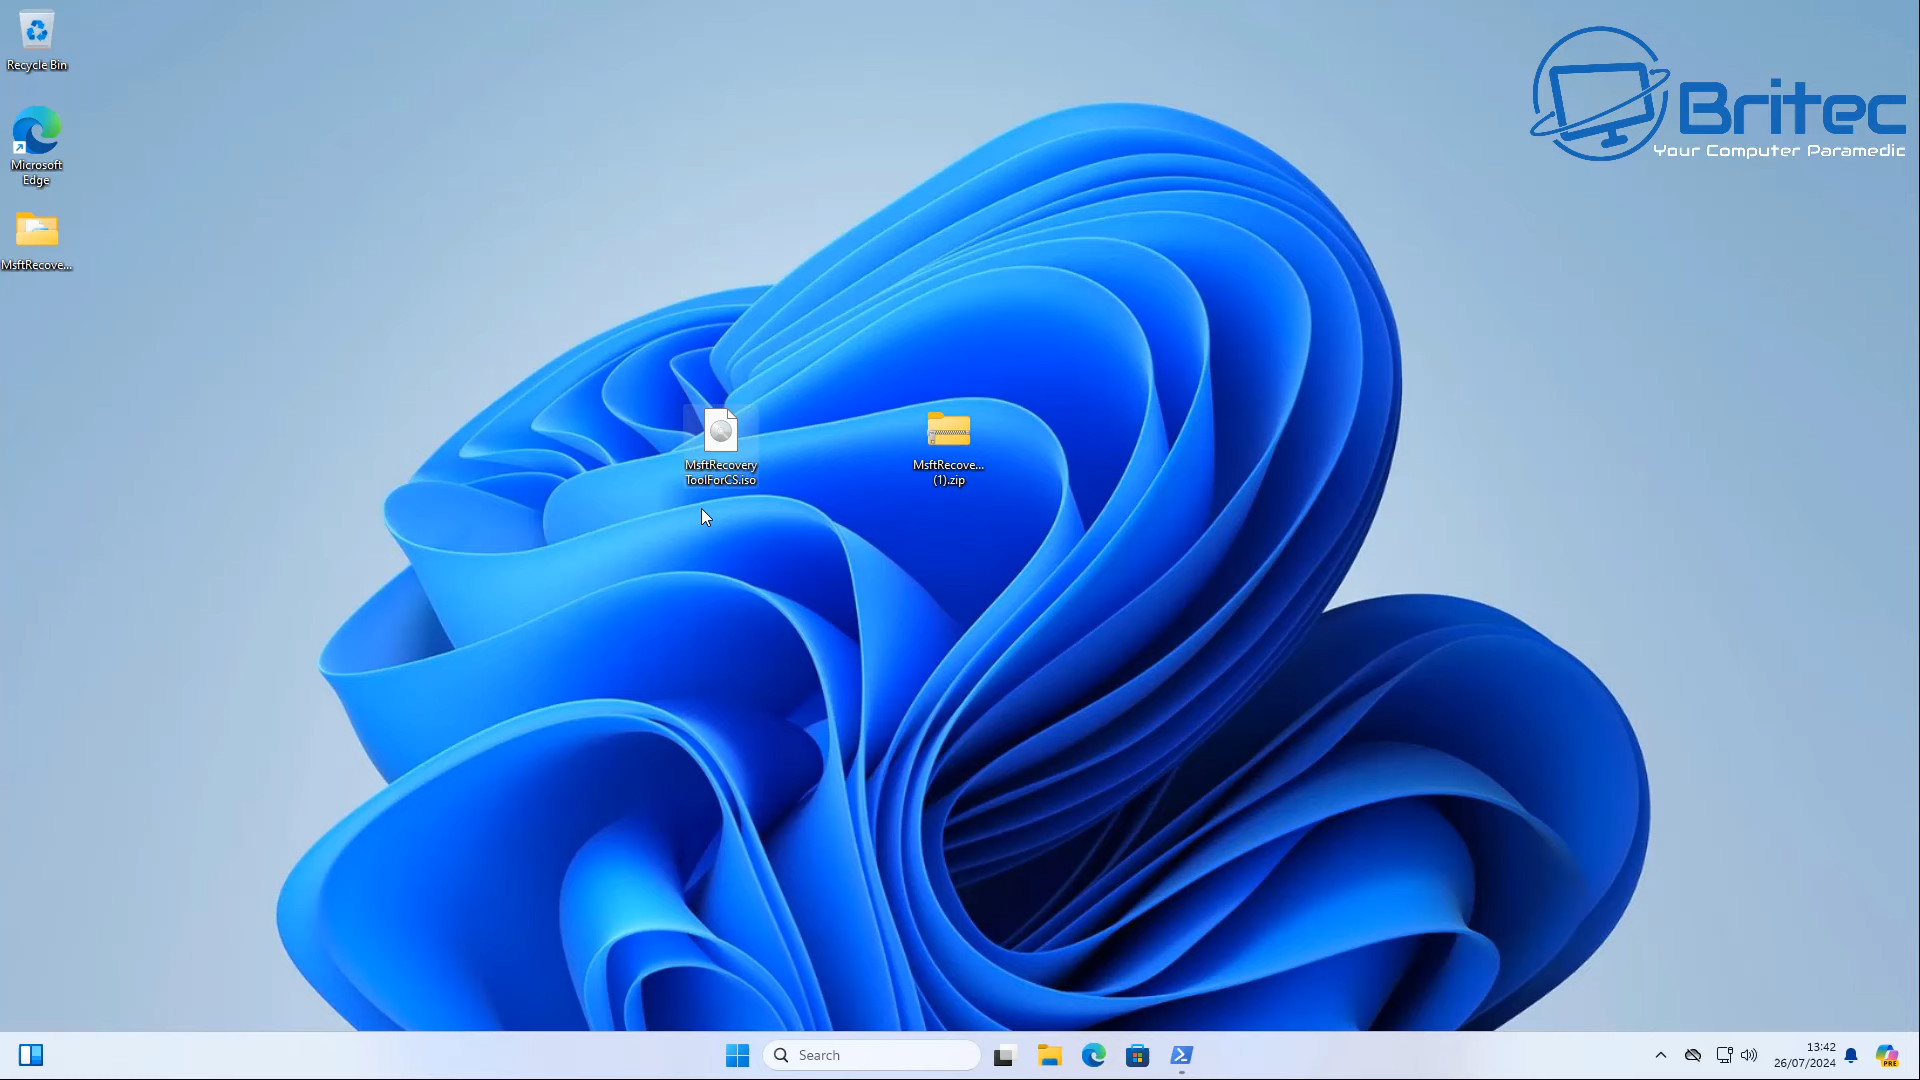 Recycle Bin
Microsoft
Edge
MsftRecove...
MsftRecovery
ToolForCS.iso
MsftRecove...
(1).zip
Britec
Your Computer Paramedic
Search
13:42
26/07/2024
PRE